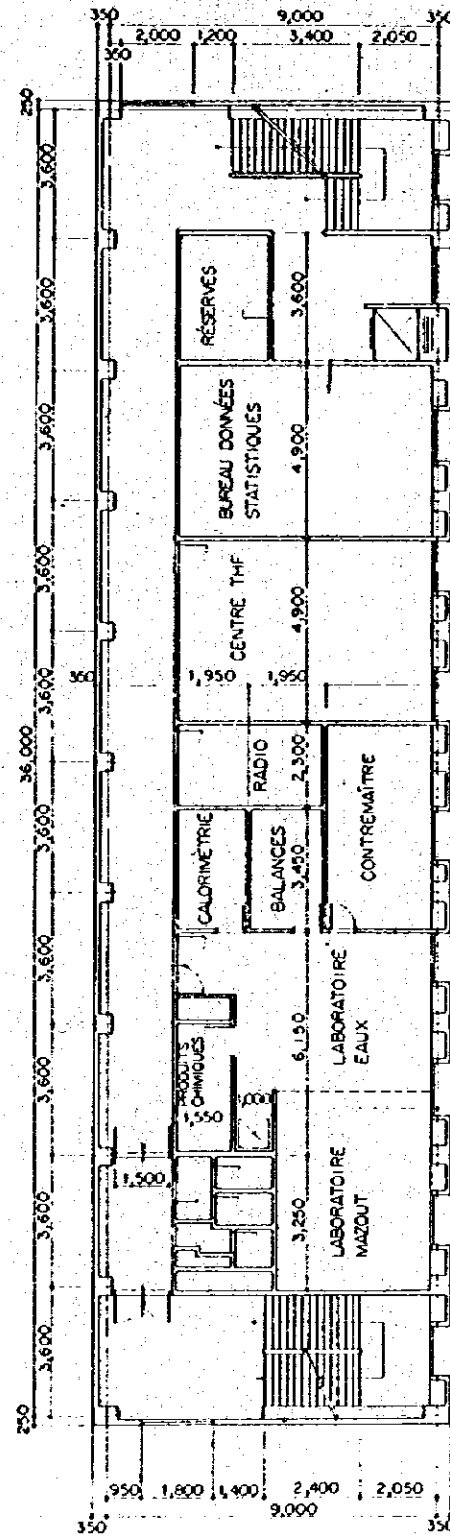 350
9,000
350
2,000
1,200
3,400
2,050
350
250
3,600
3,600
3,600
3,600
3,600
3,600
3,600
3,600
3,600
3,600
36,000
250
RÉSERVES
3,600
BUREAU DONNÉES
STATISTIQUES
4,900
CENTRE TMF
4,900
350
1,950
1,950
RADIO
2,300
CALORIMÉTRIE
BALANCES
3,450
CONTREMAÎTRE
PRODUITS
CHIMIQUES
1,550
6,150
LABORATOIRE
EAUX
1,500
3,250
LABORATOIRE
MAZOUT
950
1,800
1,400
2,400
2,050
350
9,000
350